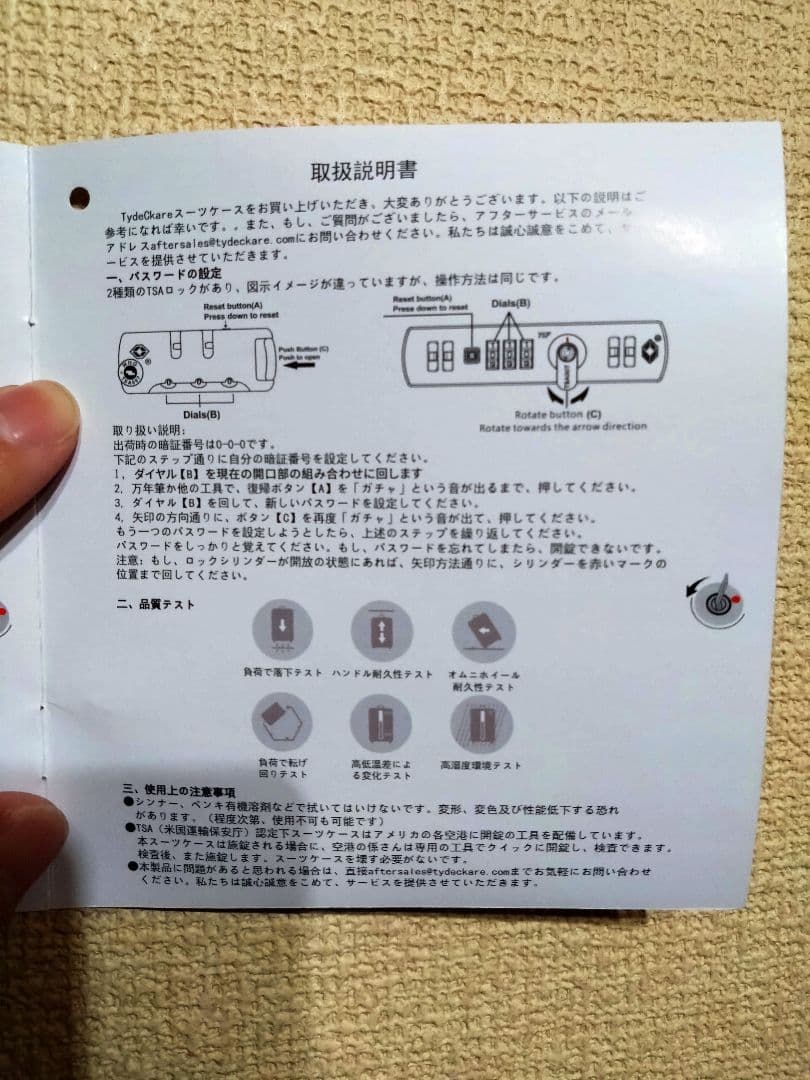 取扱説明書
TydeCkareスーツケースをお買い上げいただき、大変ありがとうございます。以下の説明はご
参考になれば幸いです。。また、もし、ご質問がございましたら、アフターサービスのメール
アドレスaftersales@tydeckare.comにお問い合わせください。私たちは誠心誠意をこめて、サ
ービスを提供させていただきます。
一、パスワードの設定
2種類のTSAロックがあり、図示イメージが違っていますが、操作方法は同じです。
Reset button(A)
Press down to reset
Push Button (C)
Push to open
Dials(B)
Reset button(A)
Press down to reset
Dials(B)
Rotate button (C)
Rotate towards the arrow direction
取り扱い説明:
出荷時の暗証番号は0-0-0です。
下記のステップ通りに自分の暗証番号を設定してください。
1, ダイヤル【B】を現在の開口部の組み合わせに回します
2, 万年筆か他の工具で、復帰ボタン【A】を「ガチャ」という音が出るまで、押してください。
3, ダイヤル【B】を回して、新しいパスワードを設定してください。
4, 矢印の方向通りに、ボタン【C】を再度「ガチャ」という音が出て、押してください。
もう一つのパスワードを設定しようとしたら、上述のステップを繰り返してください。
パスワードをしっかりと覚えてください。もし、パスワードを忘れてしまたら、開錠できないです。
注意：もし、ロックシリンダーが開放の状態にあれば、矢印方法通りに、シリンダーを赤いマークの
位置まで回してください。
二、品質テスト
負荷で落下テスト ハンドル耐久性テスト オムニホイール
耐久性テスト
負荷で転げ
回りテスト
高低温差によ
る変化テスト
高湿度環境テスト
三、使用上の注意事項
●シンナー、ペンキ有機溶剤などで拭いてはいけないです。変形、変色及び性能低下する恐れ
があります。（程度次第、使用不可も可能です）
●TSA（米国運輸保安庁）認定下スーツケースはアメリカの各空港に開錠の工具を配備しています。
本スーツケースは施錠される場合に、空港の係さんは専用の工具でクイックに開錠し、検査できます。
検査後、また施錠します。スーツケースを壊す必要がないです。
●本製品に問題があると思われる場合は、直接aftersales@tydeckare.comまでお気軽にお問い合わせ
ください。私たちは誠心誠意をこめて、サービスを提供させていただきます。